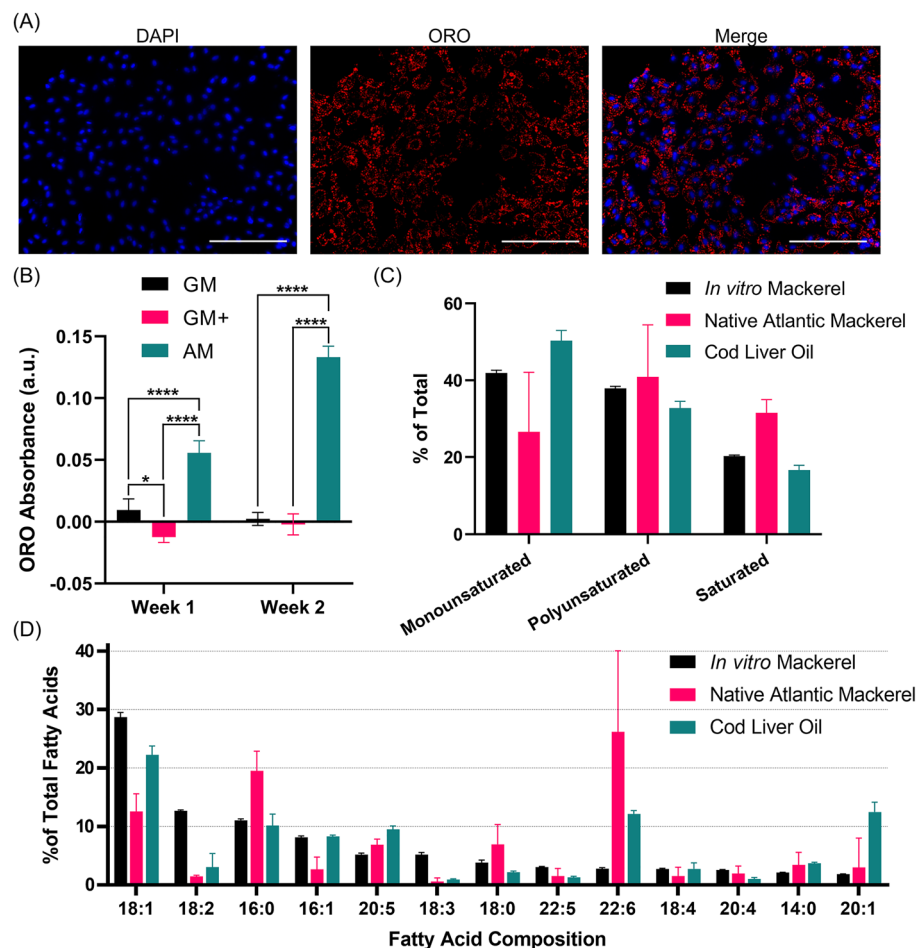 (A)
DAPI
ORO
Merge
(B)
GM
GM+
AM
ORO Absorbance (a.u.)
0.15
0.10
0.05
0.00
-0.05
****
****
*
****
****
Week 1
Week 2
(C)
In vitro Mackerel
Native Atlantic Mackerel
Cod Liver Oil
% of Total
60
40
20
0
Monounsaturated
Polyunsaturated
Saturated
(D)
In vitro Mackerel
Native Atlantic Mackerel
Cod Liver Oil
%of Total Fatty Acids
40
30
20
10
0
18:1 18:2 16:0 16:1 20:5 18:3 18:0 22:5 22:6 18:4 20:4 14:0 20:1
Fatty Acid Composition